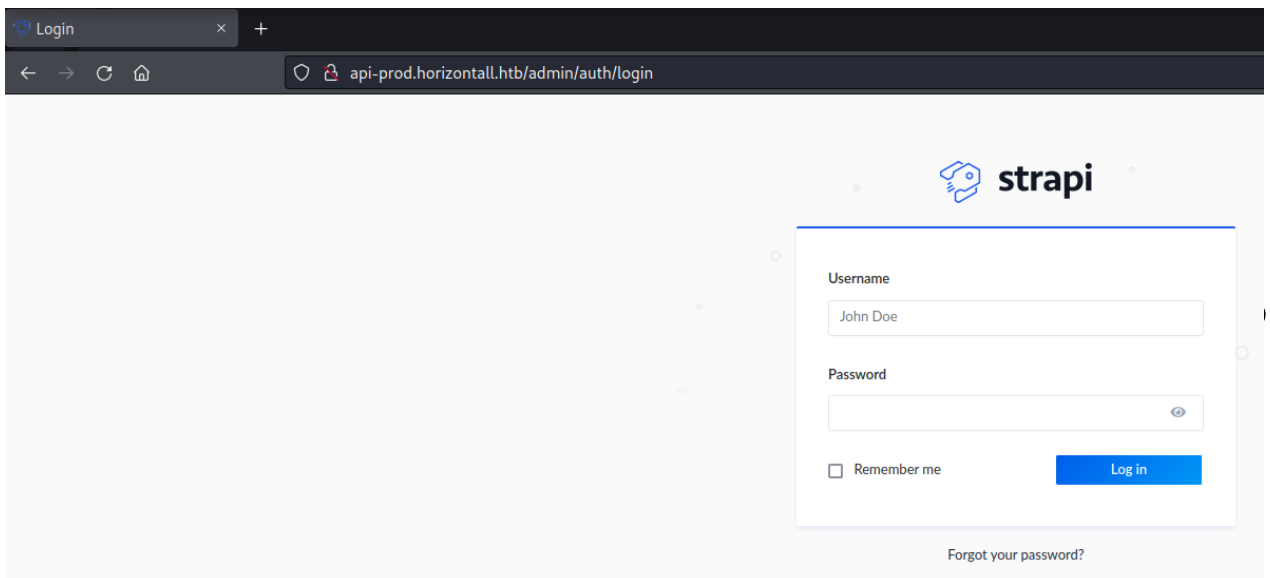 Login
api-prod.horizontall.htb/admin/auth/login
strapi
Username
John Doe
Password
Remember me
Log in
Forgot your password?